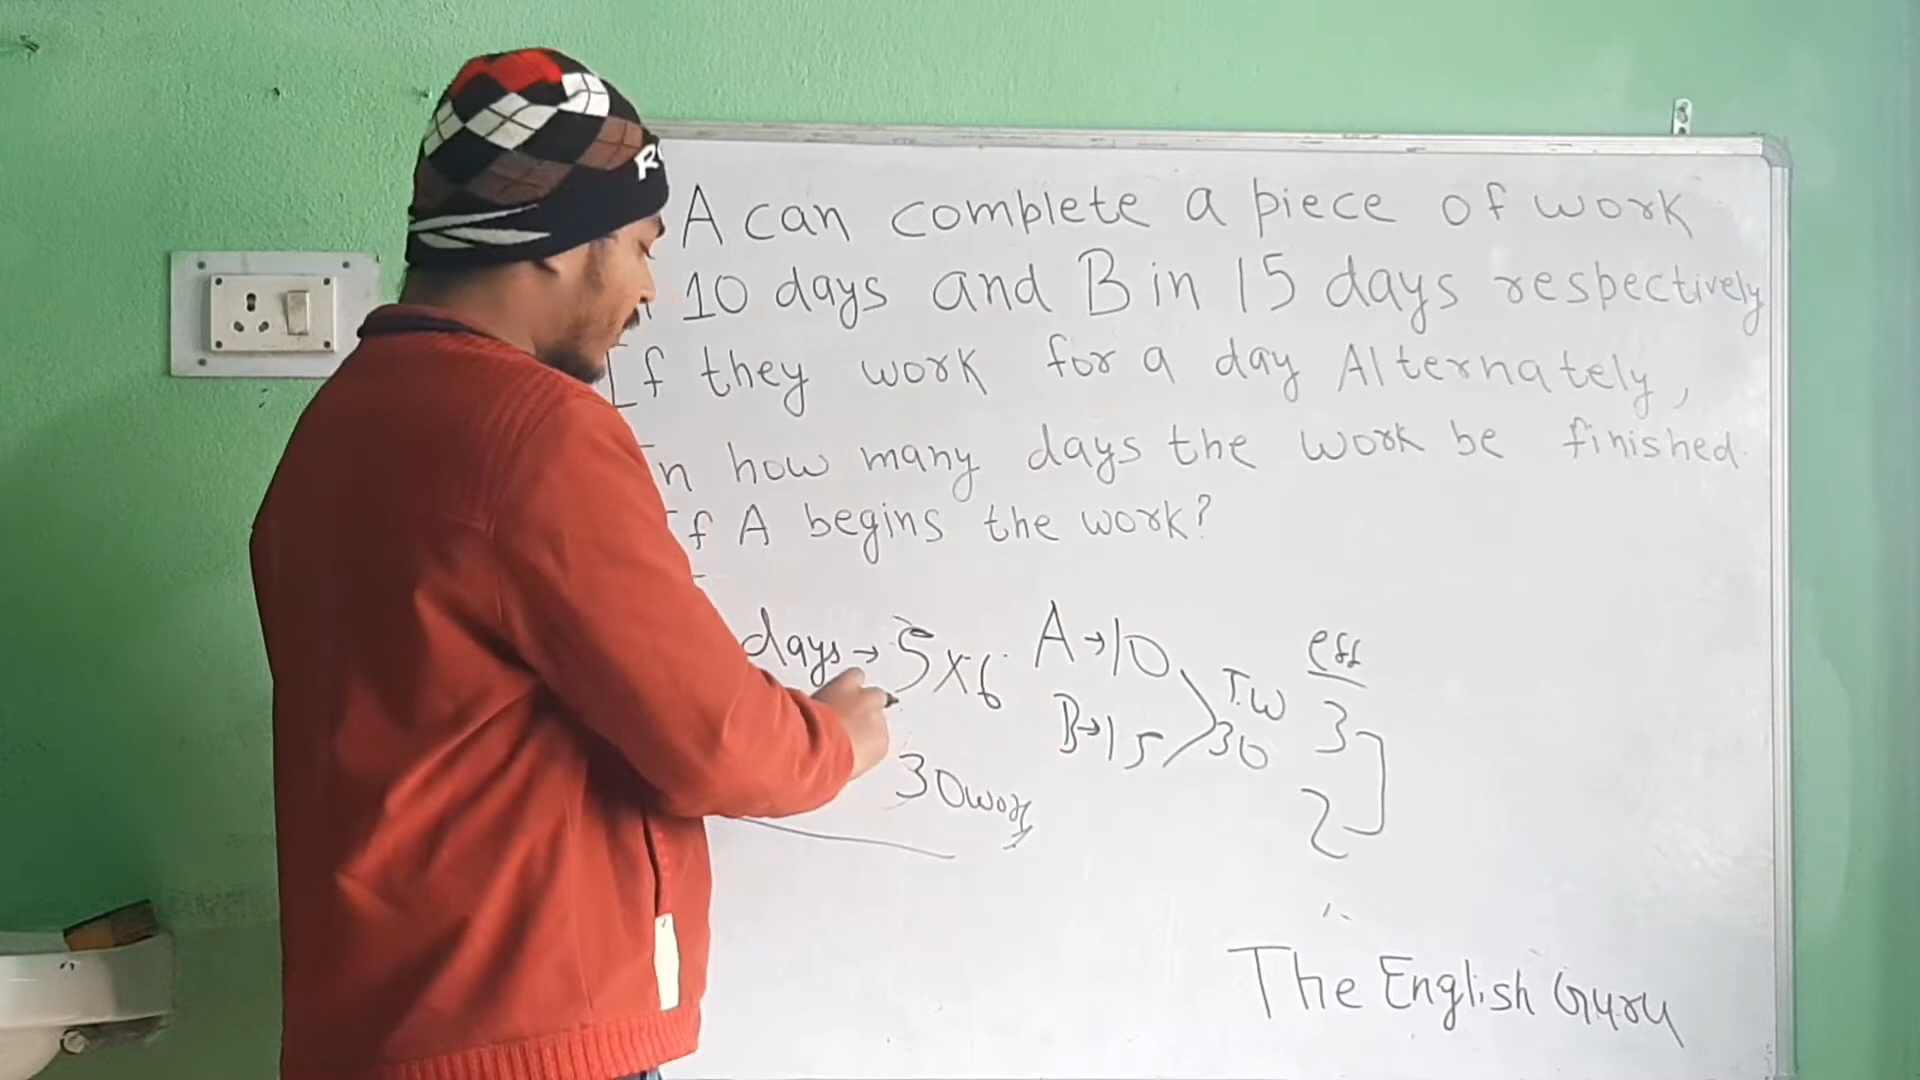 A can complete a piece of work
10 days and B in 15 days respectively
If they work for a day Alternately,
In how many days the work be finished.
If A begins the work?
days → 5×6
30 work
A→10
B→15
T.W
30
eff
3
2
The English Guru